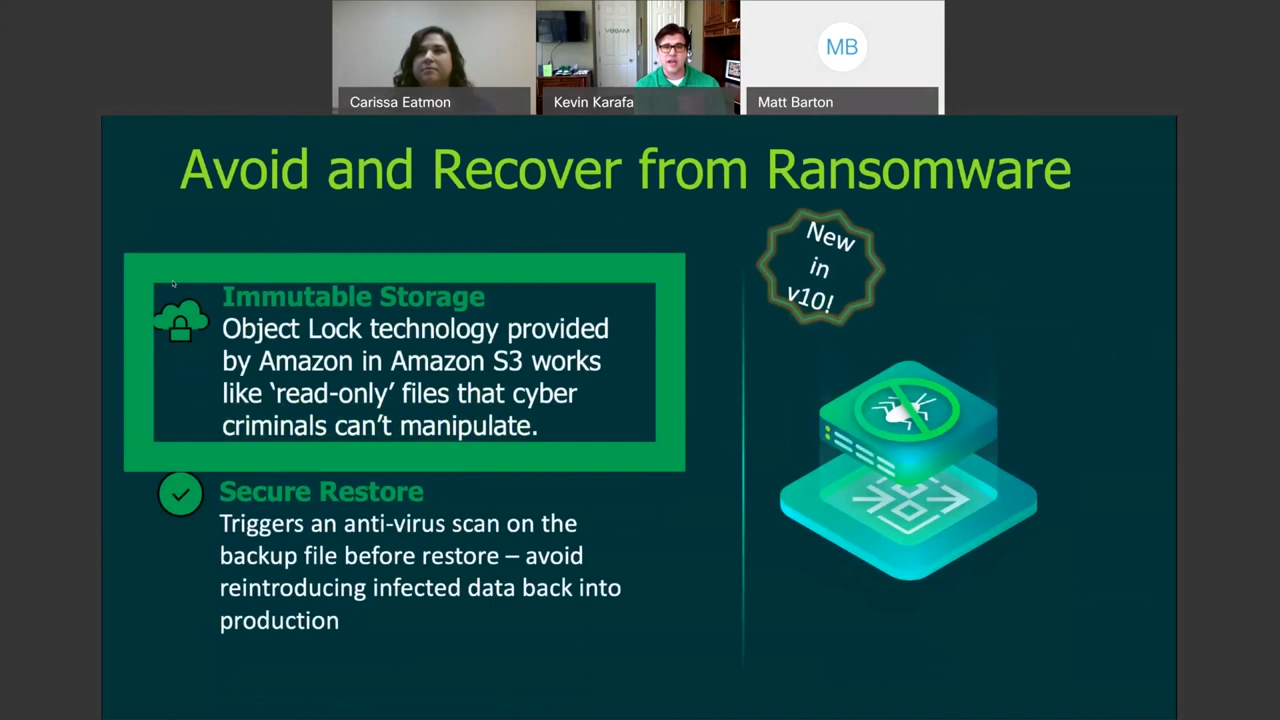 VEEAM
MB
Carissa Eatmon
Kevin Karafa
Matt Barton
Avoid and Recover from Ransomware
New
in
v10!
Immutable Storage
Object Lock technology provided
by Amazon in Amazon S3 works
like ‘read-only’ files that cyber
criminals can’t manipulate.
Secure Restore
Triggers an anti-virus scan on the
backup file before restore – avoid
reintroducing infected data back into
production